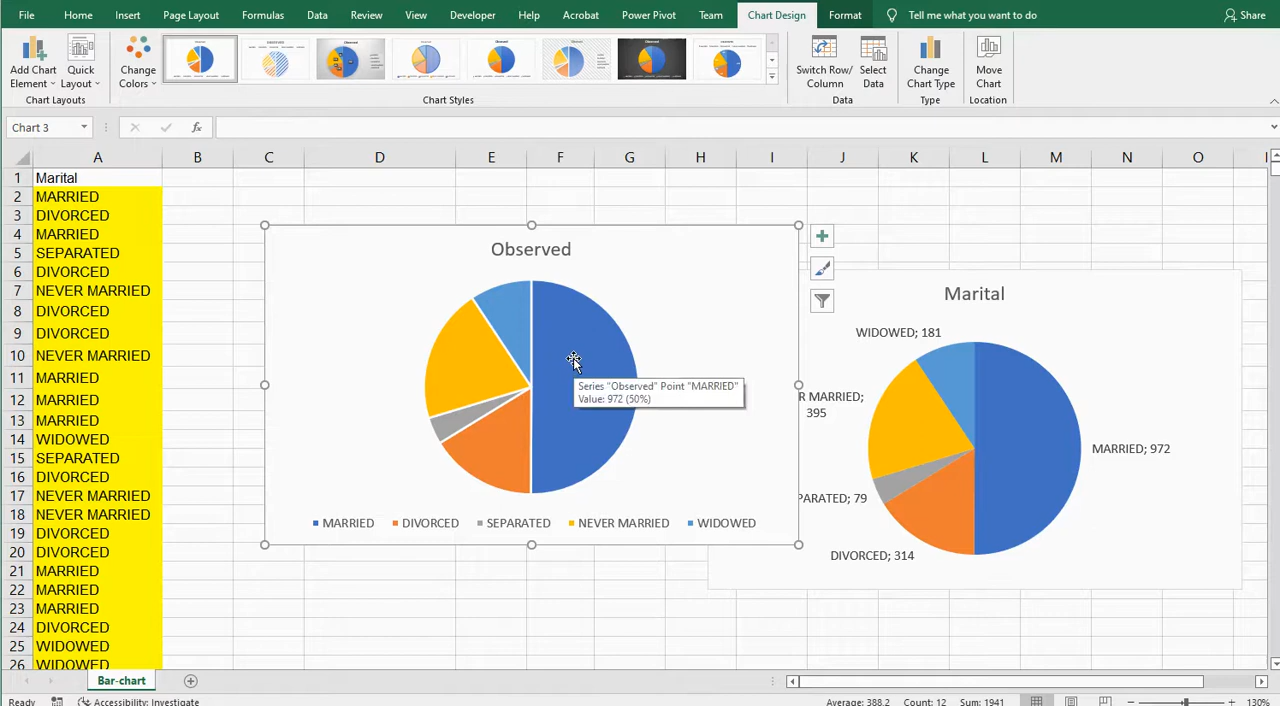 File Home Insert Page Layout Formulas Data Review View Developer Help Acrobat Power Pivot Team Chart Design Format Tell me what you want to do Share
Add Chart Element
Quick Layout
Chart Layouts
Change Colors
Chart Styles
Switch Row/ Column
Select Data
Data
Change Chart Type
Type
Move Chart
Location
Chart 3
fx
A B C D E F G H I J K L M N O
1 Marital
2 MARRIED
3 DIVORCED
4 MARRIED
5 SEPARATED
6 DIVORCED
7 NEVER MARRIED
8 DIVORCED
9 DIVORCED
10 NEVER MARRIED
11 MARRIED
12 MARRIED
13 MARRIED
14 WIDOWED
15 SEPARATED
16 DIVORCED
17 NEVER MARRIED
18 NEVER MARRIED
19 DIVORCED
20 DIVORCED
21 MARRIED
22 MARRIED
23 MARRIED
24 DIVORCED
25 WIDOWED
26 WIDOWED
Observed
Series "Observed" Point "MARRIED"
Value: 972 (50%)
MARRIED DIVORCED SEPARATED NEVER MARRIED WIDOWED
Marital
WIDOWED; 181
R MARRIED;
395
MARRIED; 972
PARATED; 79
DIVORCED; 314
Bar-chart
Ready Accessibility: Investigate Average: 388.2 Count: 12 Sum: 1941 130%